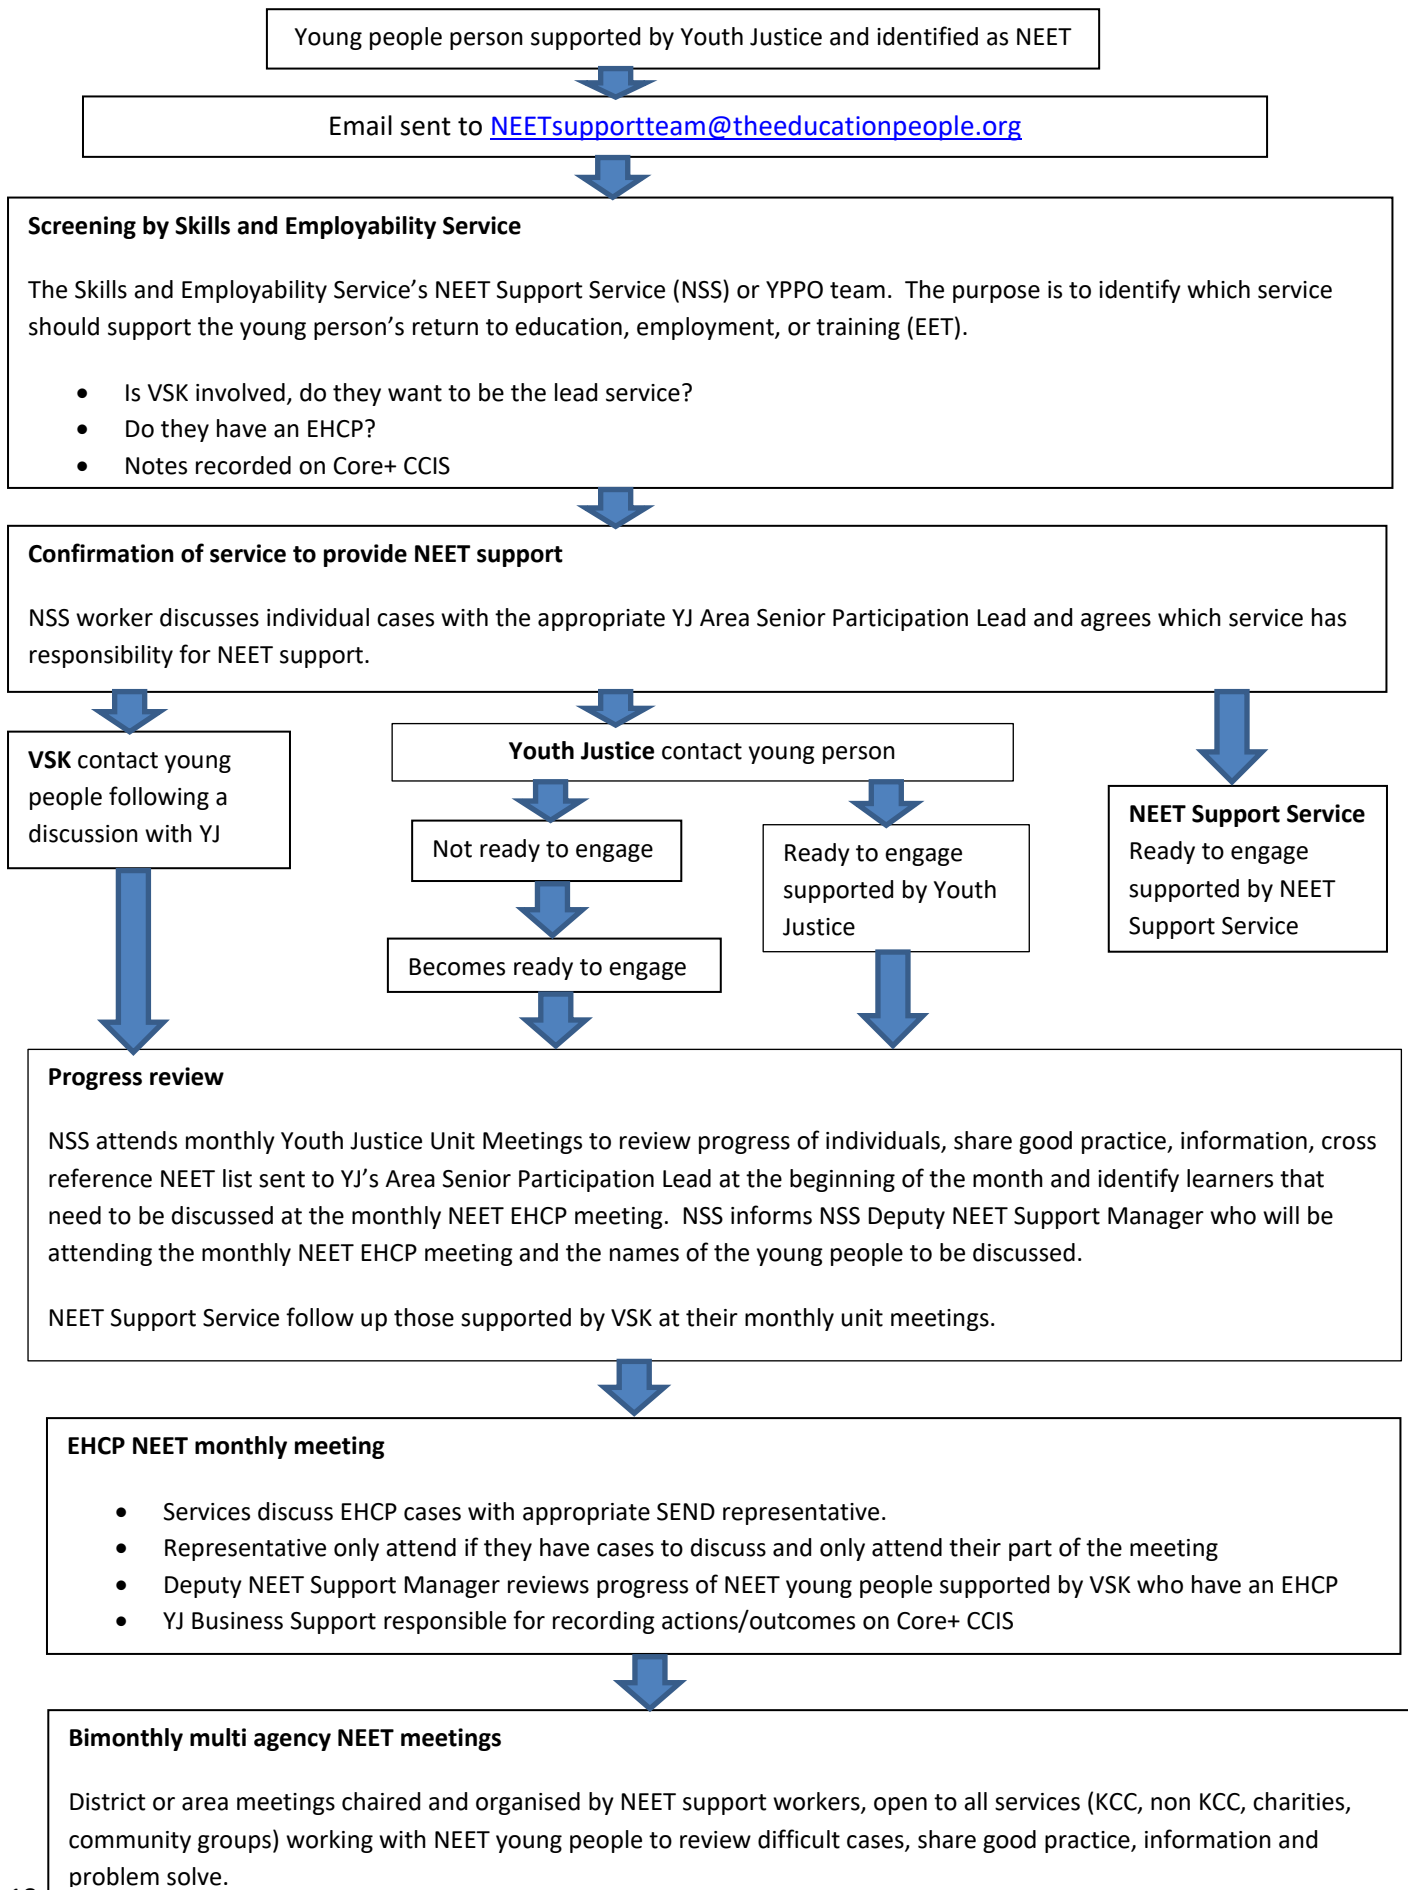 Young people person supported by Youth Justice and identified as NEET
Email sent to NEETsupportteam@theeducationpeople.org
Screening by Skills and Employability Service
The Skills and Employability Service’s NEET Support Service (NSS) or YPPO team.  The purpose is to identify which service
should support the young person’s return to education, employment, or training (EET).
• Is VSK involved, do they want to be the lead service?
• Do they have an EHCP?
• Notes recorded on Core+ CCIS
Confirmation of service to provide NEET support
NSS worker discusses individual cases with the appropriate YJ Area Senior Participation Lead and agrees which service has
responsibility for NEET support.
VSK contact young
people following a
discussion with YJ
Youth Justice contact young person
Not ready to engage
Becomes ready to engage
Ready to engage
supported by Youth
Justice
NEET Support Service
Ready to engage
supported by NEET
Support Service
Progress review
NSS attends monthly Youth Justice Unit Meetings to review progress of individuals, share good practice, information, cross
reference NEET list sent to YJ’s Area Senior Participation Lead at the beginning of the month and identify learners that
need to be discussed at the monthly NEET EHCP meeting.  NSS informs NSS Deputy NEET Support Manager who will be
attending the monthly NEET EHCP meeting and the names of the young people to be discussed.
NEET Support Service follow up those supported by VSK at their monthly unit meetings.
EHCP NEET monthly meeting
• Services discuss EHCP cases with appropriate SEND representative.
• Representative only attend if they have cases to discuss and only attend their part of the meeting
• Deputy NEET Support Manager reviews progress of NEET young people supported by VSK who have an EHCP
• YJ Business Support responsible for recording actions/outcomes on Core+ CCIS
Bimonthly multi agency NEET meetings
District or area meetings chaired and organised by NEET support workers, open to all services (KCC, non KCC, charities,
community groups) working with NEET young people to review difficult cases, share good practice, information and
problem solve.